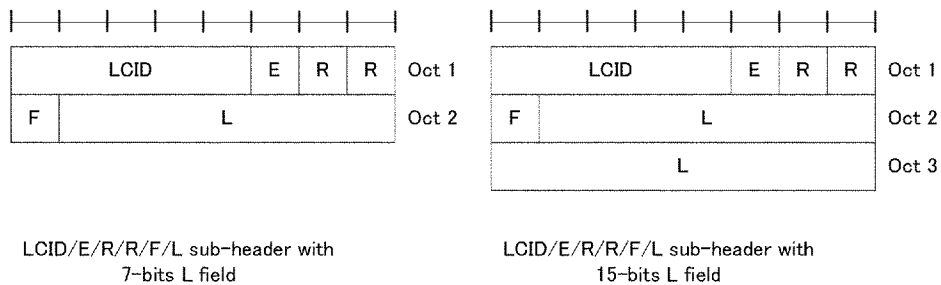 LCID E R R Oct 1
F L Oct 2
LCID/E/R/R/F/L sub-header with
7-bits L field
LCID E R R Oct 1
F L Oct 2
L Oct 3
LCID/E/R/R/F/L sub-header with
15-bits L field